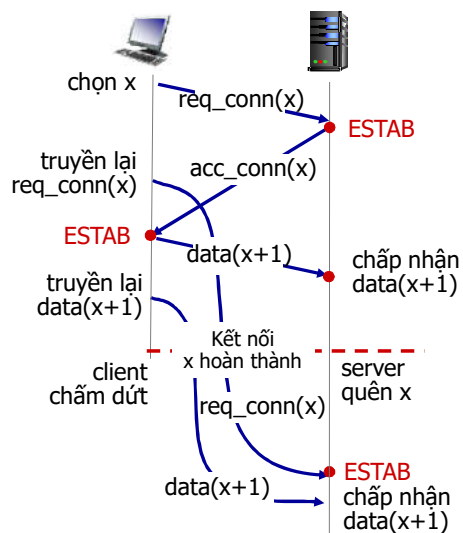 chọn x
req_conn(x)
ESTAB
truyền lại
req_conn(x)
acc_conn(x)
ESTAB
data(x+1)
chấp nhận
data(x+1)
truyền lại
data(x+1)
Kết nối
x hoàn thành
client
chấm dứt
server
quên x
req_conn(x)
ESTAB
data(x+1)
chấp nhận
data(x+1)